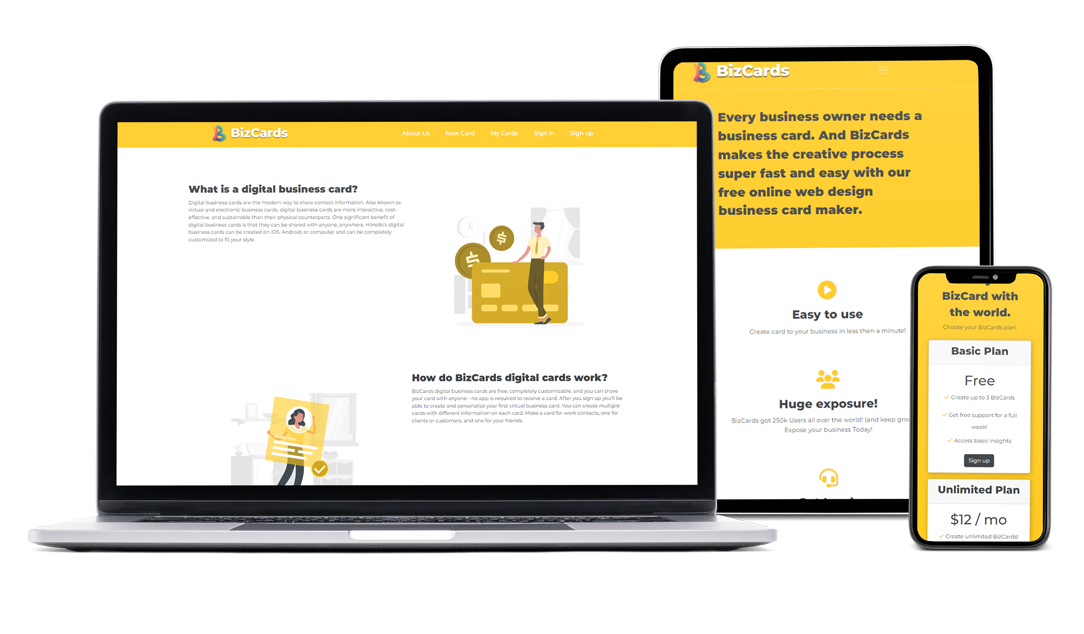 BizCards
About Us New Card My Cards Sign In Sign up
What is a digital business card?
Digital business cards are the modern way to share contact information. Also known as
virtual and electronic business cards, digital business cards are more interactive, cost-
effective, and sustainable than their physical counterparts. One significant benefit of
digital business cards is that they can be shared with anyone, anywhere. HiHello's digital
business cards can be created on iOS, Android, or computer and can be completely
customized to fit your style.
How do BizCards digital cards work?
BizCards digital business cards are free, completely customizable, and you can share
your card with anyone - no app is required to receive a card. After you sign up you'll be
able to create and personalize your first virtual business card. You can create multiple
cards with different information on each card. Make a card for work contacts, one for
clients or customers, and one for your friends.
BizCards
Every business owner needs a
business card. And BizCards
makes the creative process
super fast and easy with our
free online web design
business card maker.
Easy to use
Create card to your business in less then a minute!
Huge exposure!
BizCards got 250k Users all over the world! (and keep grow
Expose your business Today!
BizCard with
the world.
Choose your BizCards plan.
Basic Plan
Free
Create up to 3 BizCards
Get free support for a full
week!
Access basic insights
Sign up
Unlimited Plan
$12 / mo
Create unlimited BizCards!